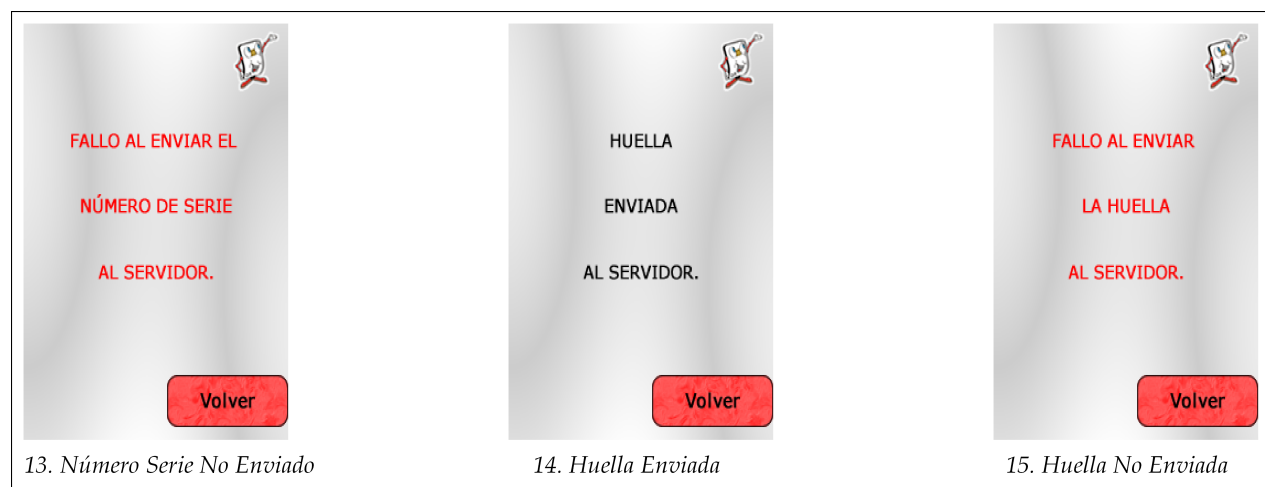 FALLO AL ENVIAR EL
NÚMERO DE SERIE
AL SERVIDOR.
Volver
13. Número Serie No Enviado
HUELLA
ENVIADA
AL SERVIDOR.
Volver
14. Huella Enviada
FALLO AL ENVIAR
LA HUELLA
AL SERVIDOR.
Volver
15. Huella No Enviada